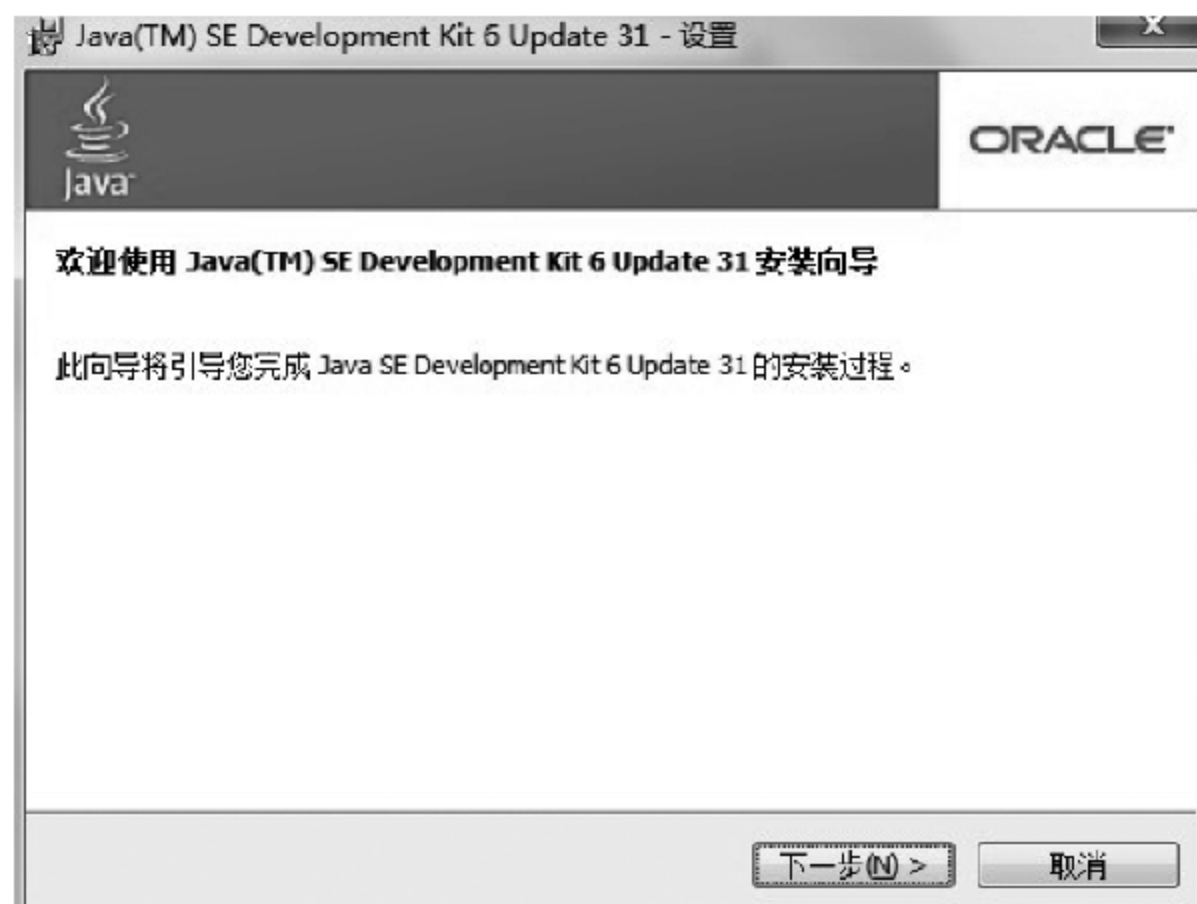 Java(TM) SE Development Kit 6 Update 31 - 设置
Java
ORACLE
欢迎使用 Java(TM) SE Development Kit 6 Update 31 安装向导
此向导将引导您完成 Java SE Development Kit 6 Update 31 的安装过程。
下一步(N) > 取消